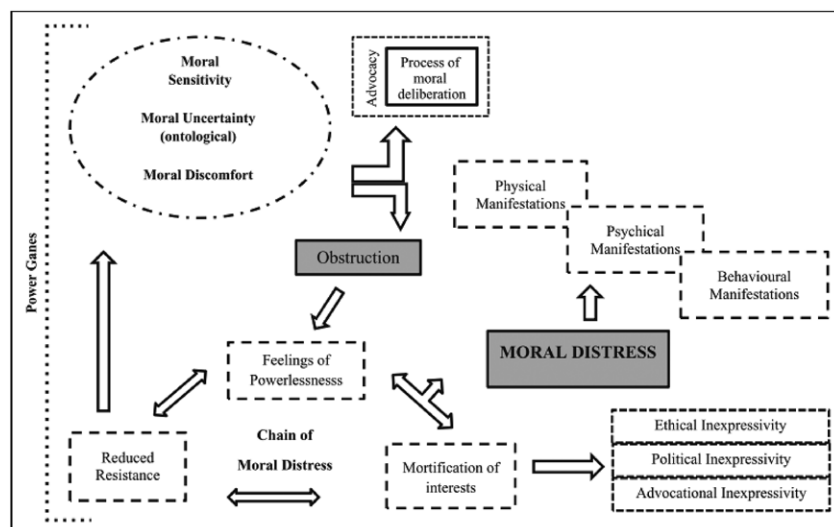 Power Ganes
Moral
Sensitivity
Moral Uncertainty
(ontological)
Moral Discomfort
Advocacy
Process of
moral
deliberation
Physical
Manifestations
Psychical
Manifestations
Behavioural
Manifestations
Obstruction
MORAL DISTRESS
Feelings of
Powerlessnesss
Reduced
Resistance
Chain of
Moral Distress
Mortification of
interests
Ethical Inexpressivity
Political Inexpressivity
Advocational Inexpressivity